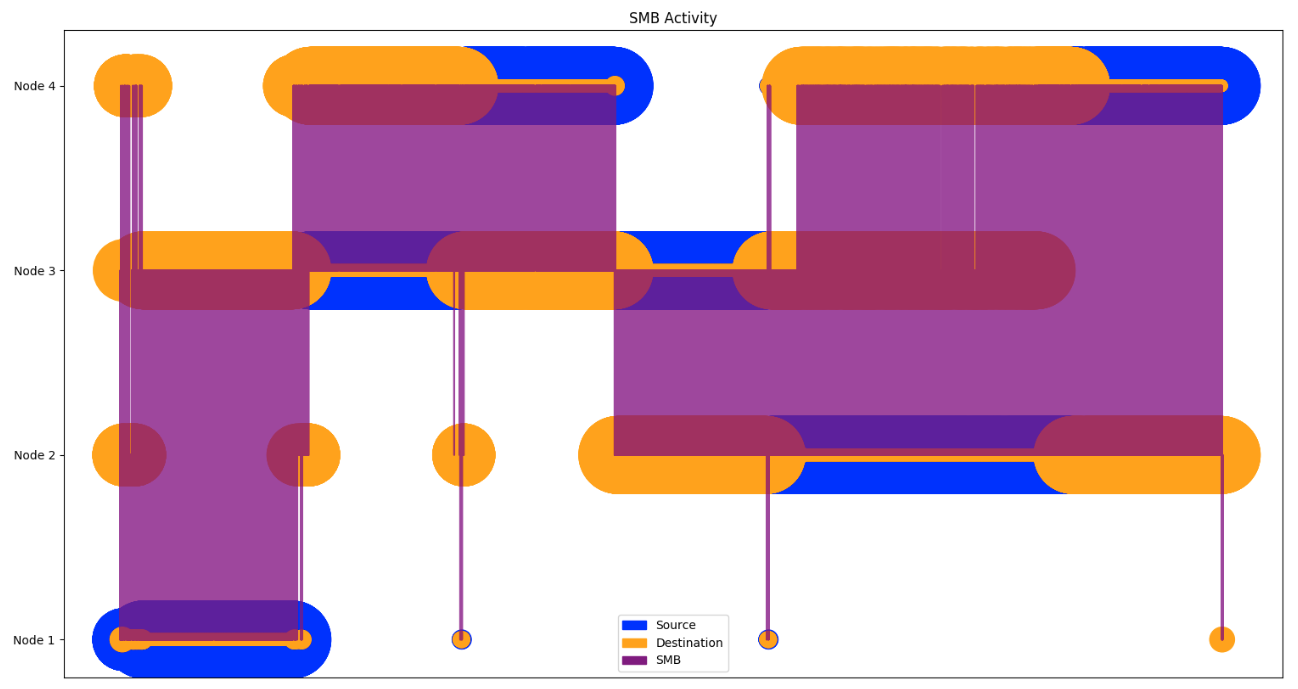 SMB Activity
Node 4
Node 3
Node 2
Node 1
Source
Destination
SMB